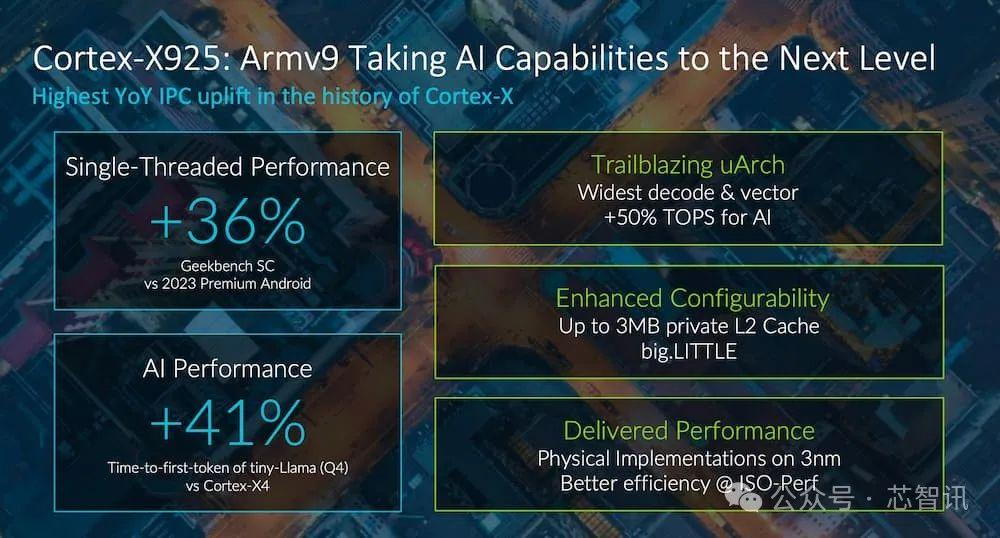 Cortex-X925: Armv9 Taking AI Capabilities to the Next Level
Highest YoY IPC uplift in the history of Cortex-X
Single-Threaded Performance
+36%
Geekbench SC
vs 2023 Premium Android
AI Performance
+41%
Time-to-first-token of tiny-Llama (Q4)
vs Cortex-X4
Trailblazing uArch
Widest decode & vector
+50% TOPS for AI
Enhanced Configurability
Up to 3MB private L2 Cache
big.LITTLE
Delivered Performance
Physical Implementations on 3nm
Better efficiency @ ISO-Perf
公众号 · 芯智讯